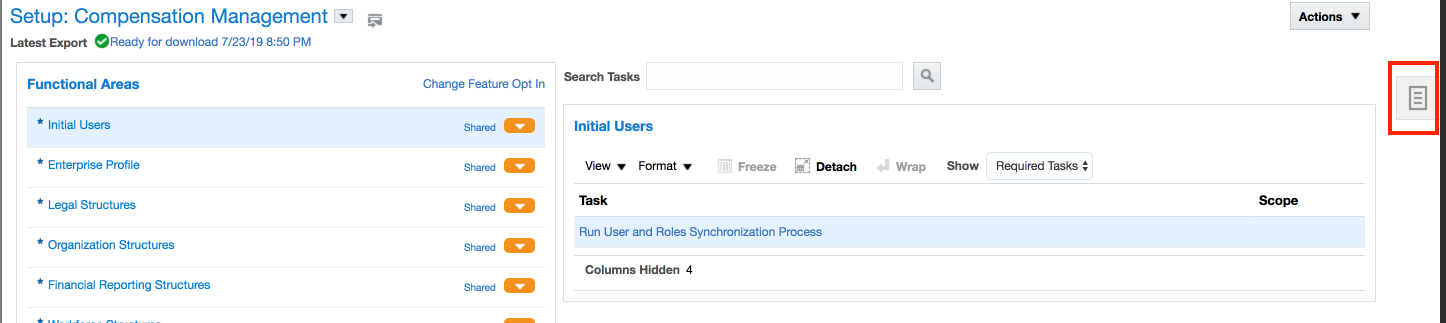 Setup: Compensation Management
Actions
Latest Export Ready for download 7/23/19 8:50 PM
Functional Areas
Change Feature Opt In
* Initial Users
Shared
* Enterprise Profile
Shared
* Legal Structures
Shared
* Organization Structures
Shared
* Financial Reporting Structures
Shared
* Workforce Structures
Search Tasks
Initial Users
View Format Freeze Detach Wrap Show Required Tasks
Task Scope
Run User and Roles Synchronization Process
Columns Hidden 4